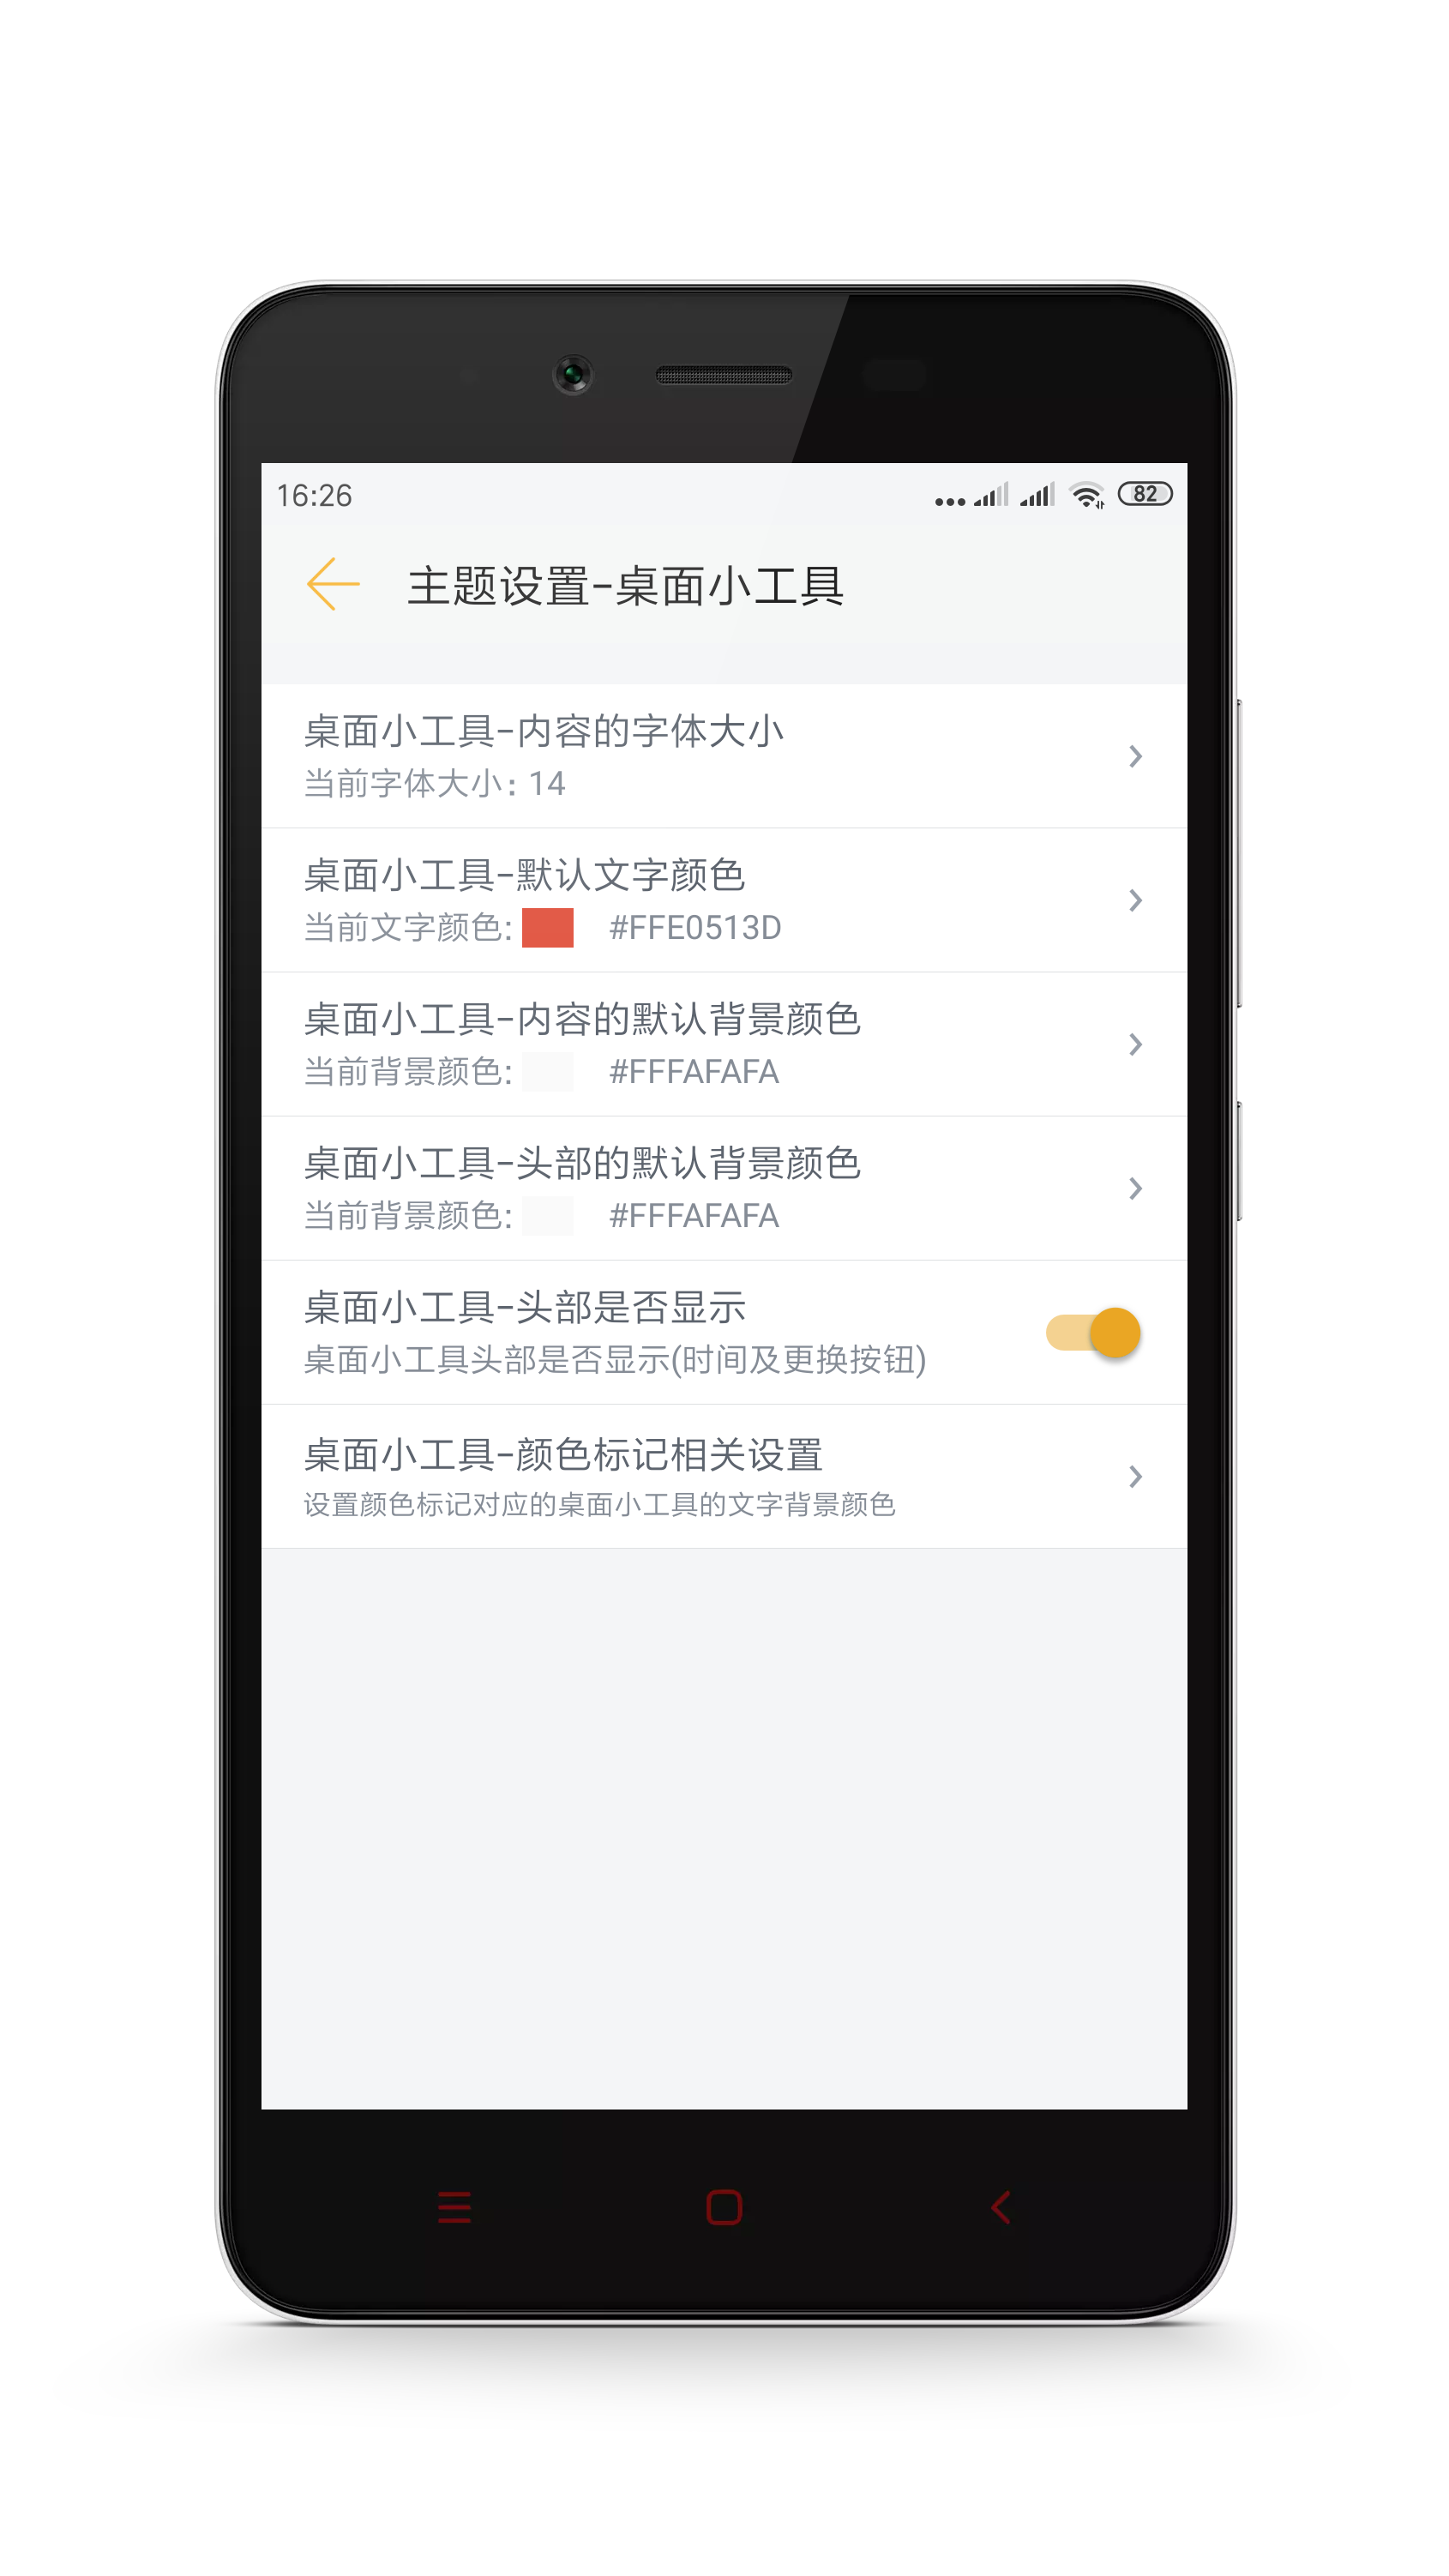 16:26
82
主题设置-桌面小工具
桌面小工具-内容的字体大小
当前字体大小: 14
桌面小工具-默认文字颜色
当前文字颜色: #FFE0513D
桌面小工具-内容的默认背景颜色
当前背景颜色: #FFFAFAFA
桌面小工具-头部的默认背景颜色
当前背景颜色: #FFFAFAFA
桌面小工具-头部是否显示
桌面小工具头部是否显示(时间及更换按钮)
桌面小工具-颜色标记相关设置
设置颜色标记对应的桌面小工具的文字背景颜色